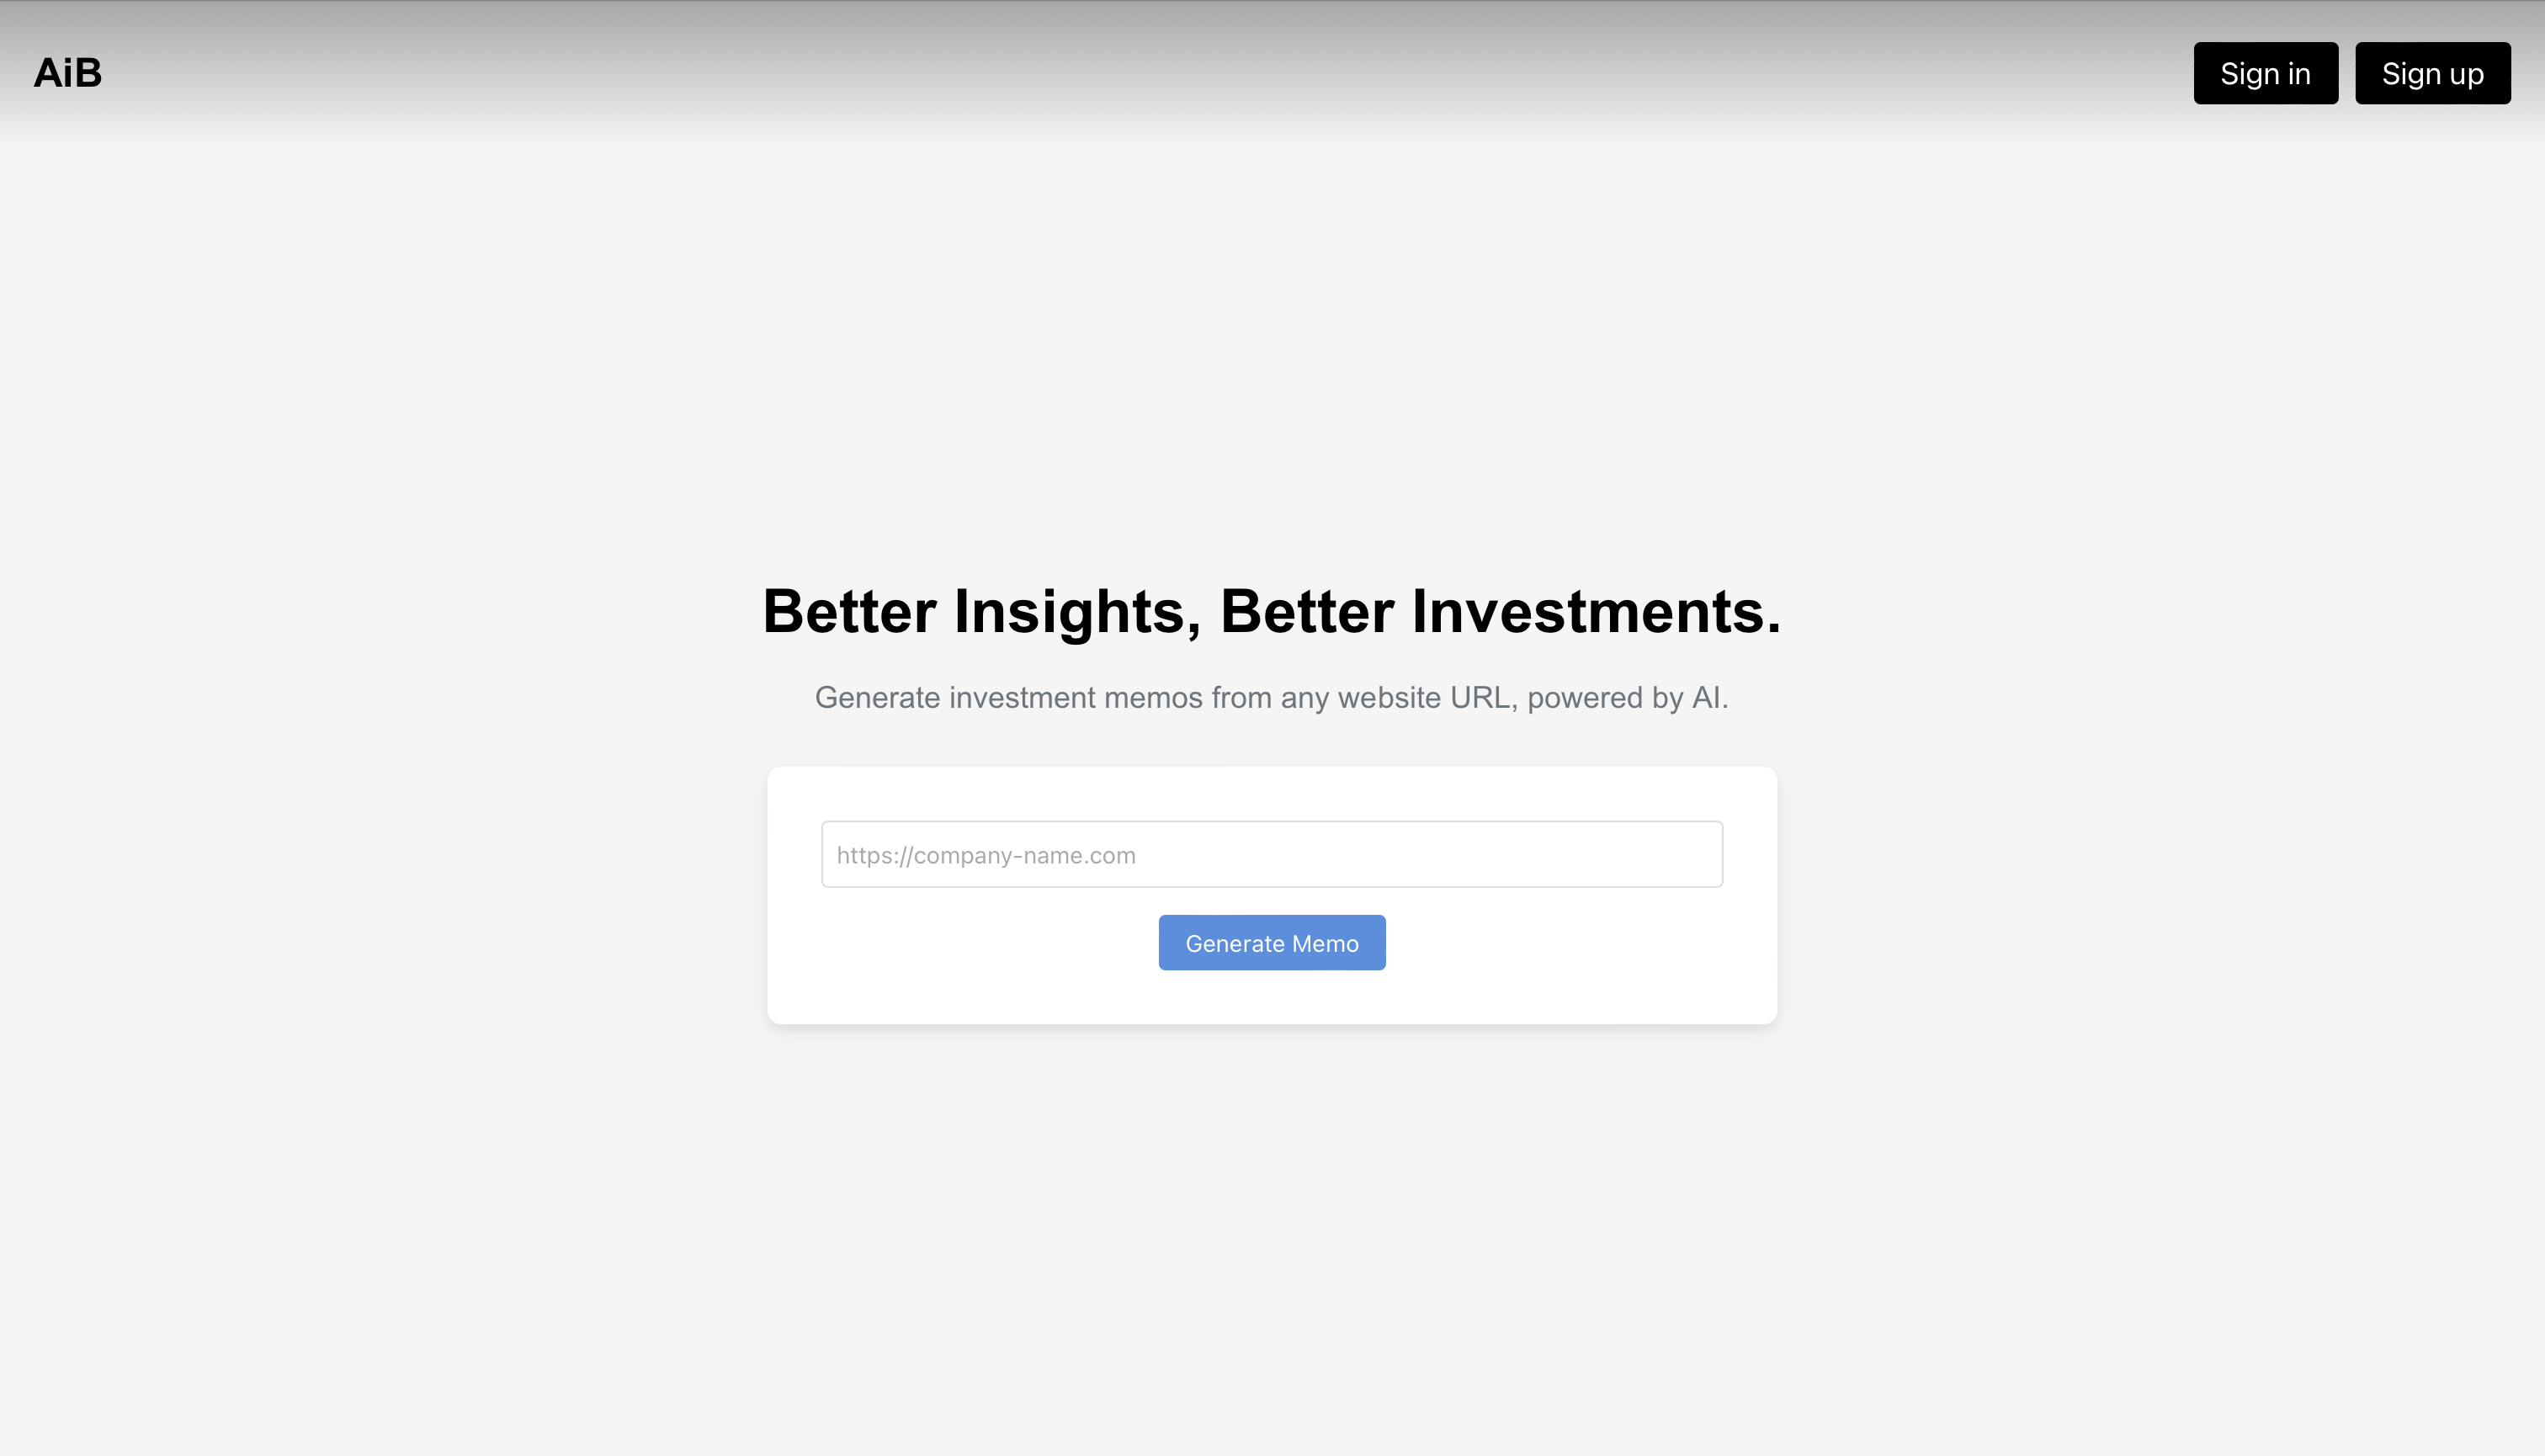 AiB
Sign in
Sign up
Better Insights, Better Investments.
Generate investment memos from any website URL, powered by AI.
https://company-name.com
Generate Memo